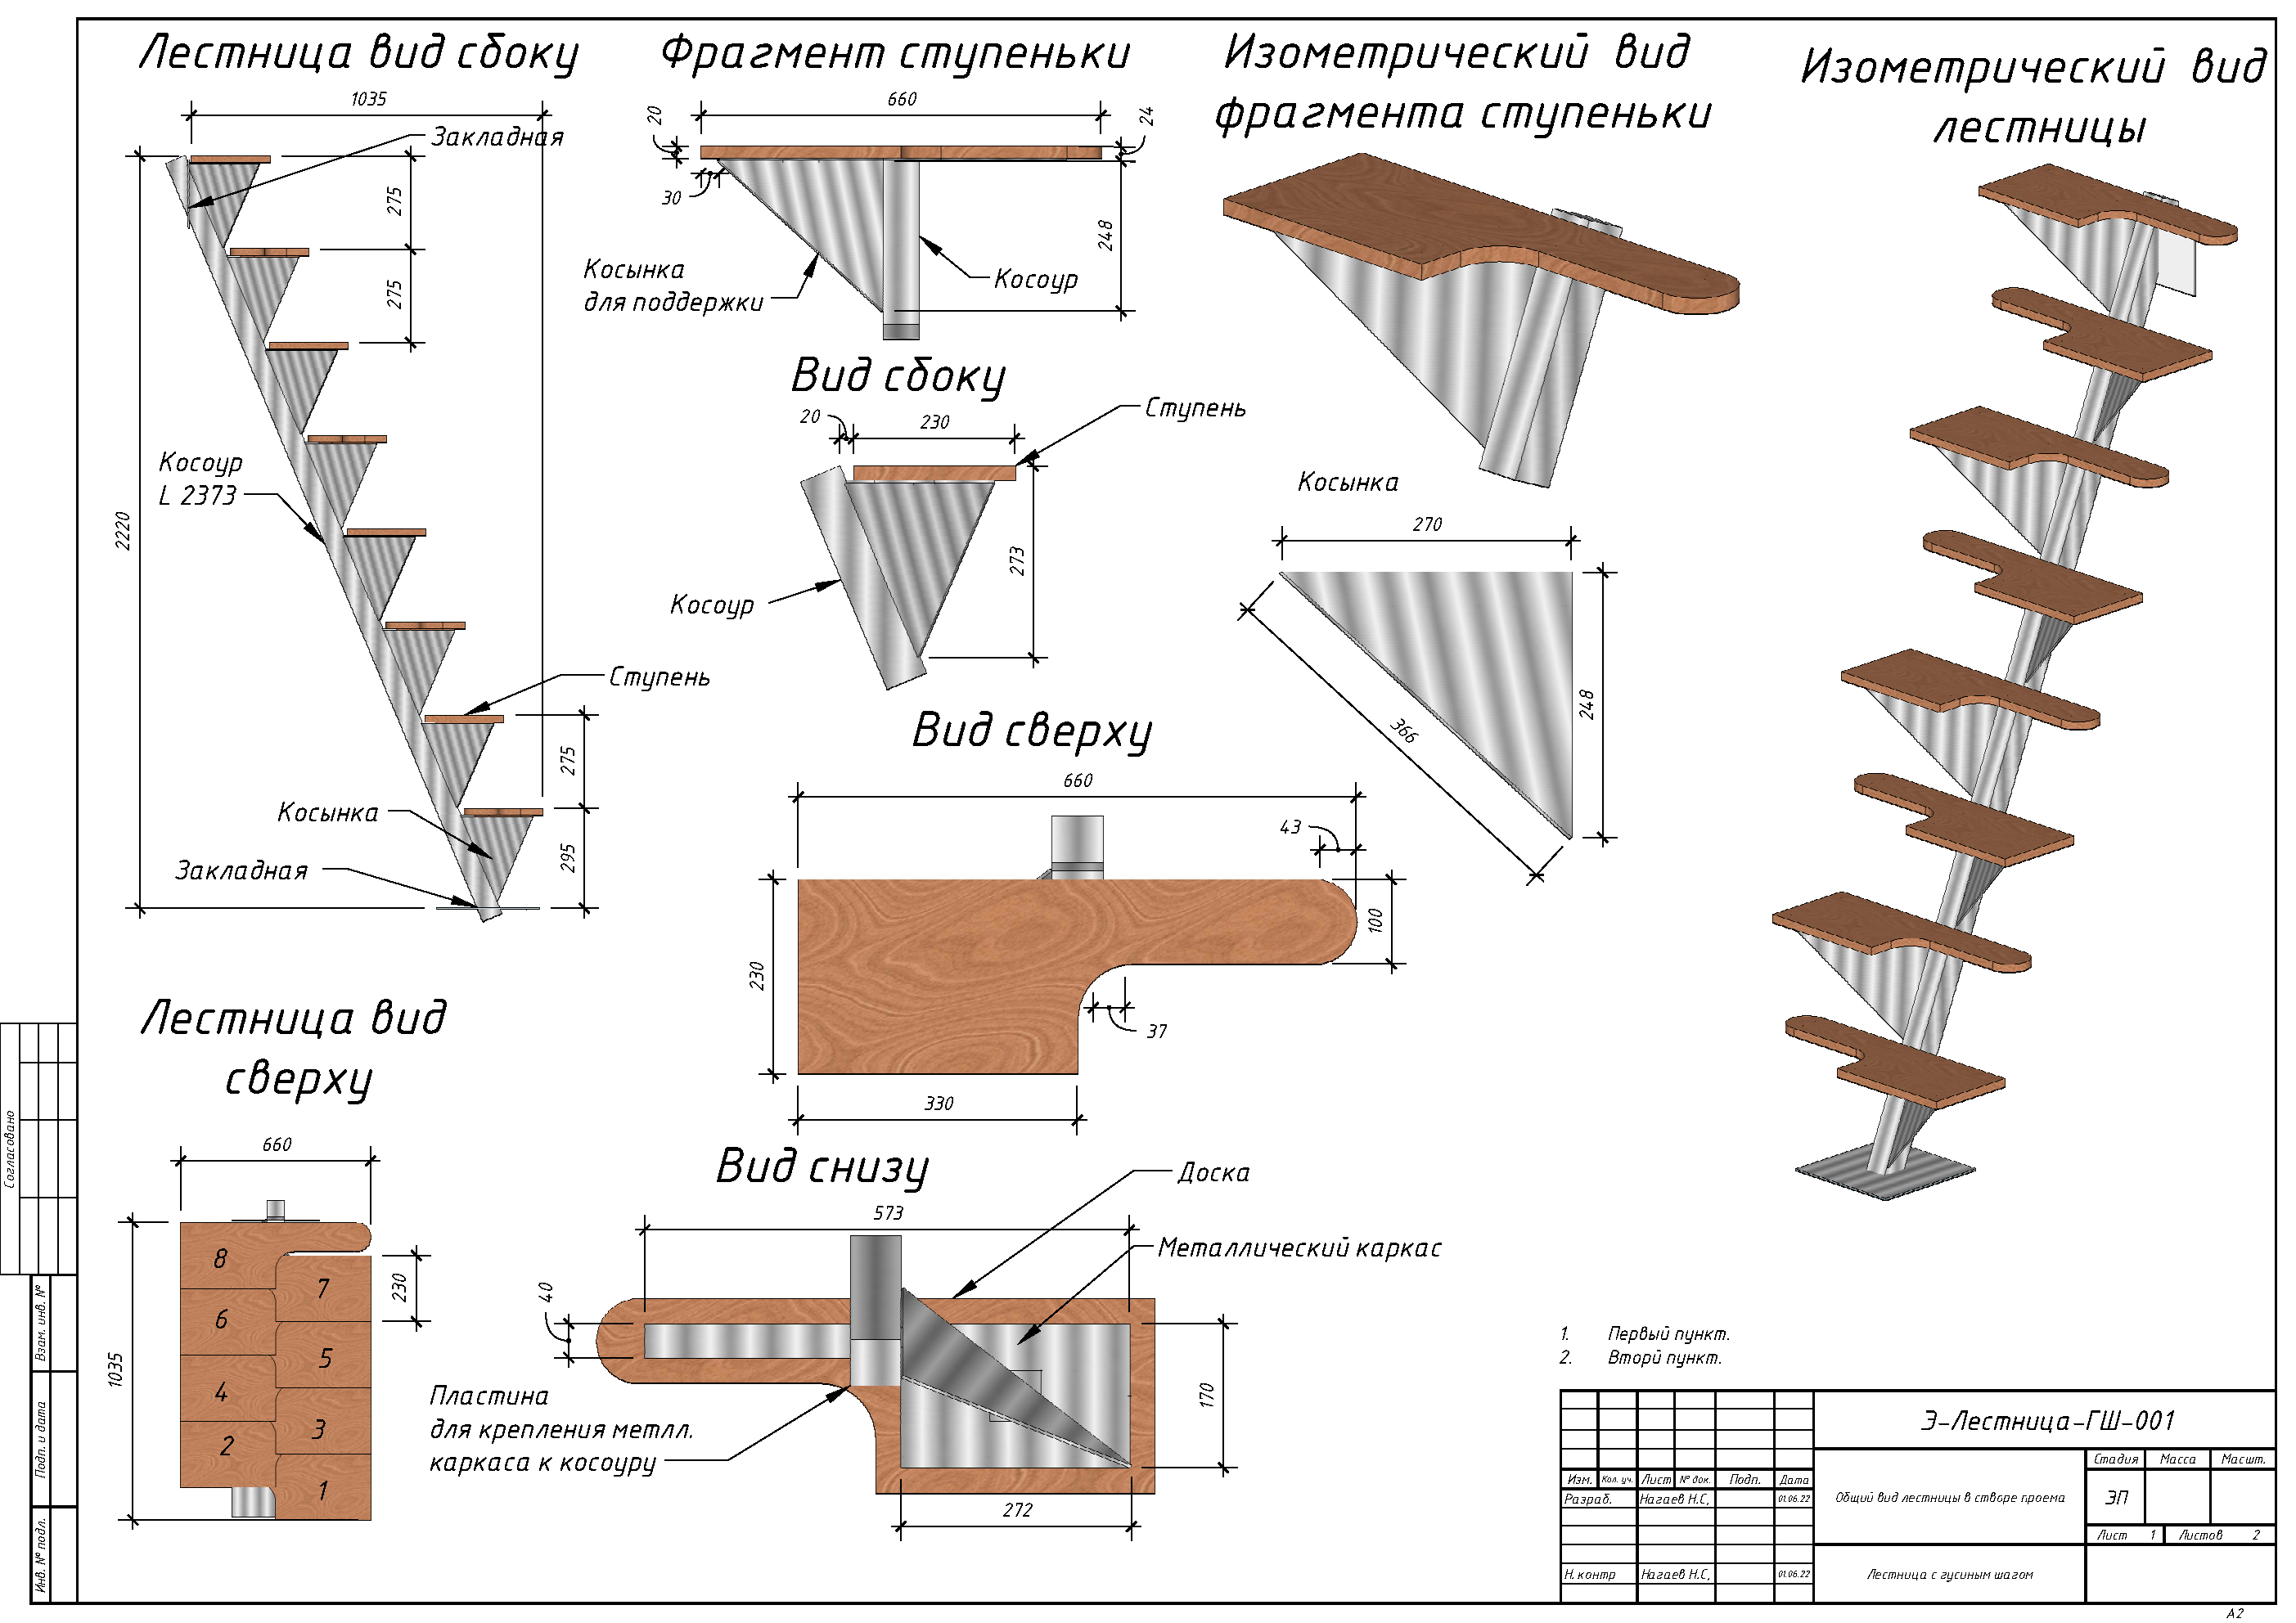 Лестница вид сбоку
1035
Закладная
275
275
Косоур
L 2373
2220
Ступень
275
Косынка
295
Закладная
Фрагмент ступеньки
660
20
24
30
248
Косынка
для поддержки
Косоур
Вид сбоку
20
230
Ступень
273
Косоур
Изометрический вид
фрагмента ступеньки
Косынка
270
248
366
Изометрический вид
лестницы
Вид сверху
660
43
100
230
37
330
Лестница вид
сверху
660
8
7
230
6
5
1035
4
3
2
1
Вид снизу
Доска
573
Металлический каркас
40
170
Пластина
для крепления метлл.
каркаса к косоуру
272
1. Первый пункт.
2. Вторй пункт.
Э-Лестница-ГШ-001
Изм. Кол. уч. Лист № док. Подп. Дата
Разраб. Нагаев Н.С, 01.06.22
Н. контр Нагаев Н.С, 01.06.22
Общий вид лестницы в створе проема
Стадия Масса Масшт.
ЭП
Лист 1 Листов 2
Лестница с гусиным шагом
А2
Согласовано
Взам. инв. №
Подп. и дата
Инв. № подл.